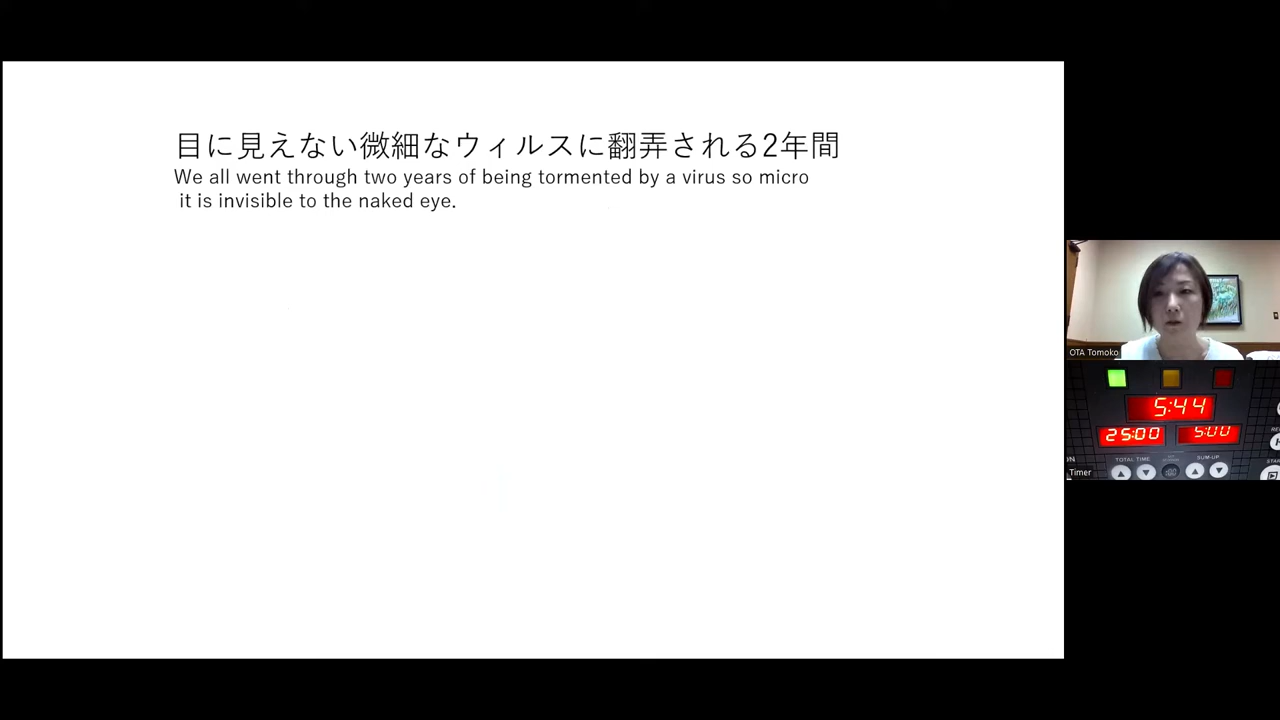 目に見えない微細なウィルスに翻弄される2年間
We all went through two years of being tormented by a virus so micro
it is invisible to the naked eye.
OTA Tomoko
5:44
25:00
5:00
TOTAL TIME
SUM-UP
Timer